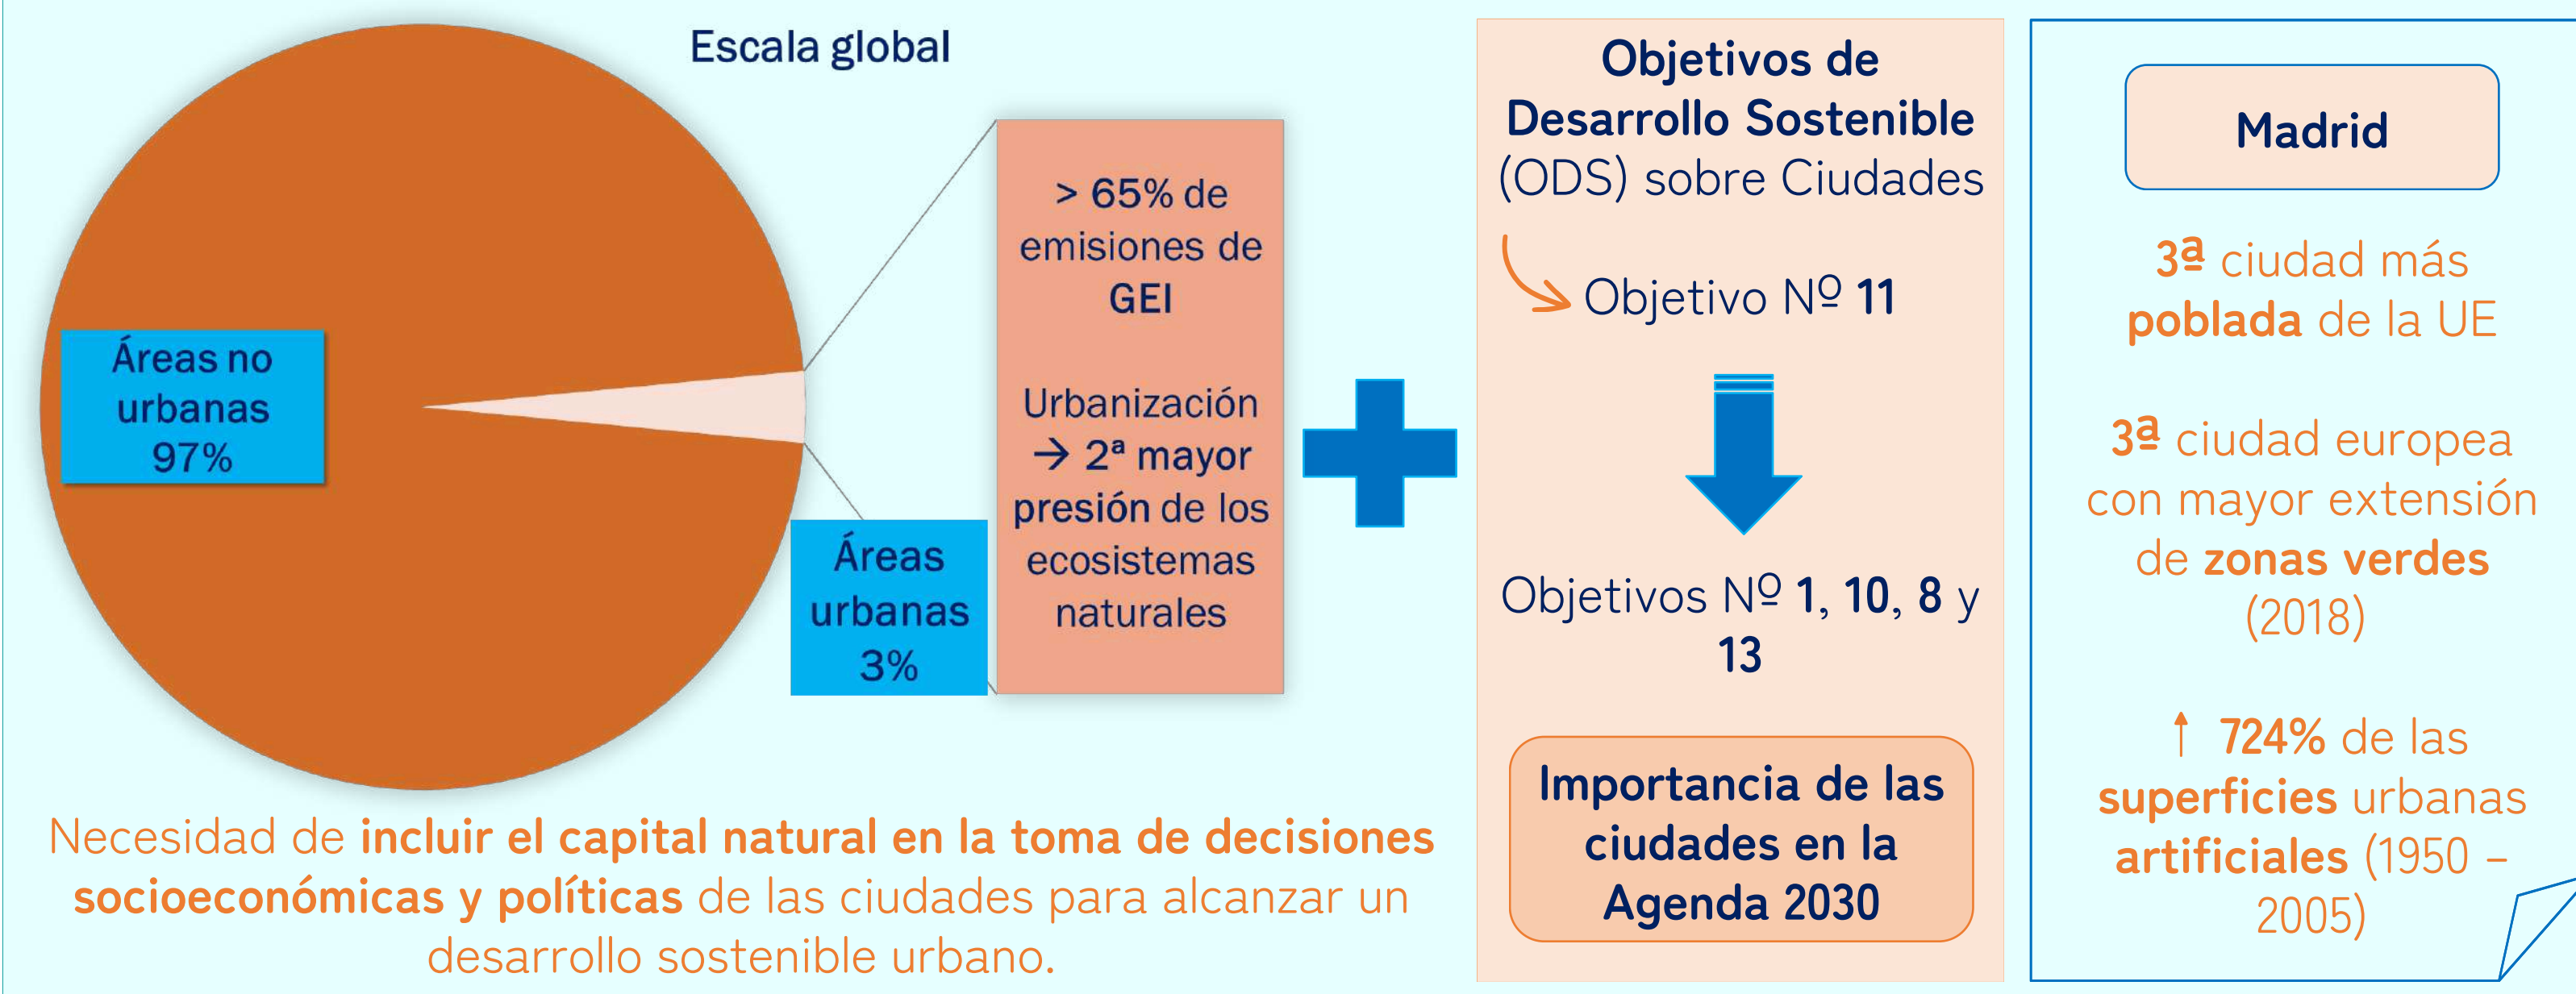 Escala global
Áreas no
urbanas
97%
Áreas
urbanas
3%
> 65% de
emisiones de
GEI
Urbanización
→ 2ª mayor
presión de los
ecosistemas
naturales
Necesidad de incluir el capital natural en la toma de decisiones
socioeconómicas y políticas de las ciudades para alcanzar un
desarrollo sostenible urbano.
Objetivos de
Desarrollo Sostenible
(ODS) sobre Ciudades
Objetivo Nº 11
Objetivos Nº 1, 10, 8 y
13
Importancia de las
ciudades en la
Agenda 2030
Madrid
3ª ciudad más
poblada de la UE
3ª ciudad europea
con mayor extensión
de zonas verdes
(2018)
↑ 724% de las
superficies urbanas
artificiales (1950 –
2005)